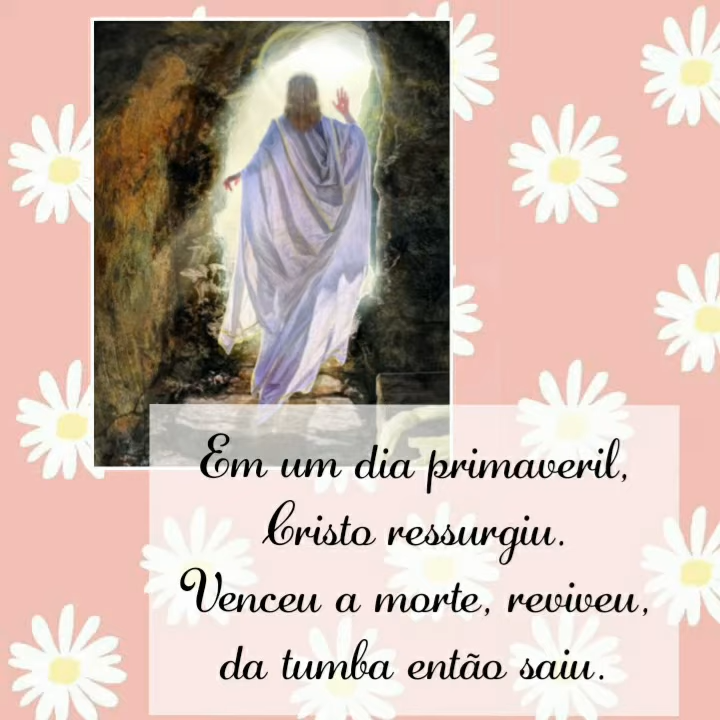 Em um dia primaveril,
Cristo ressurgiu.
Venceu a morte, reviveu,
da tumba então saiu.